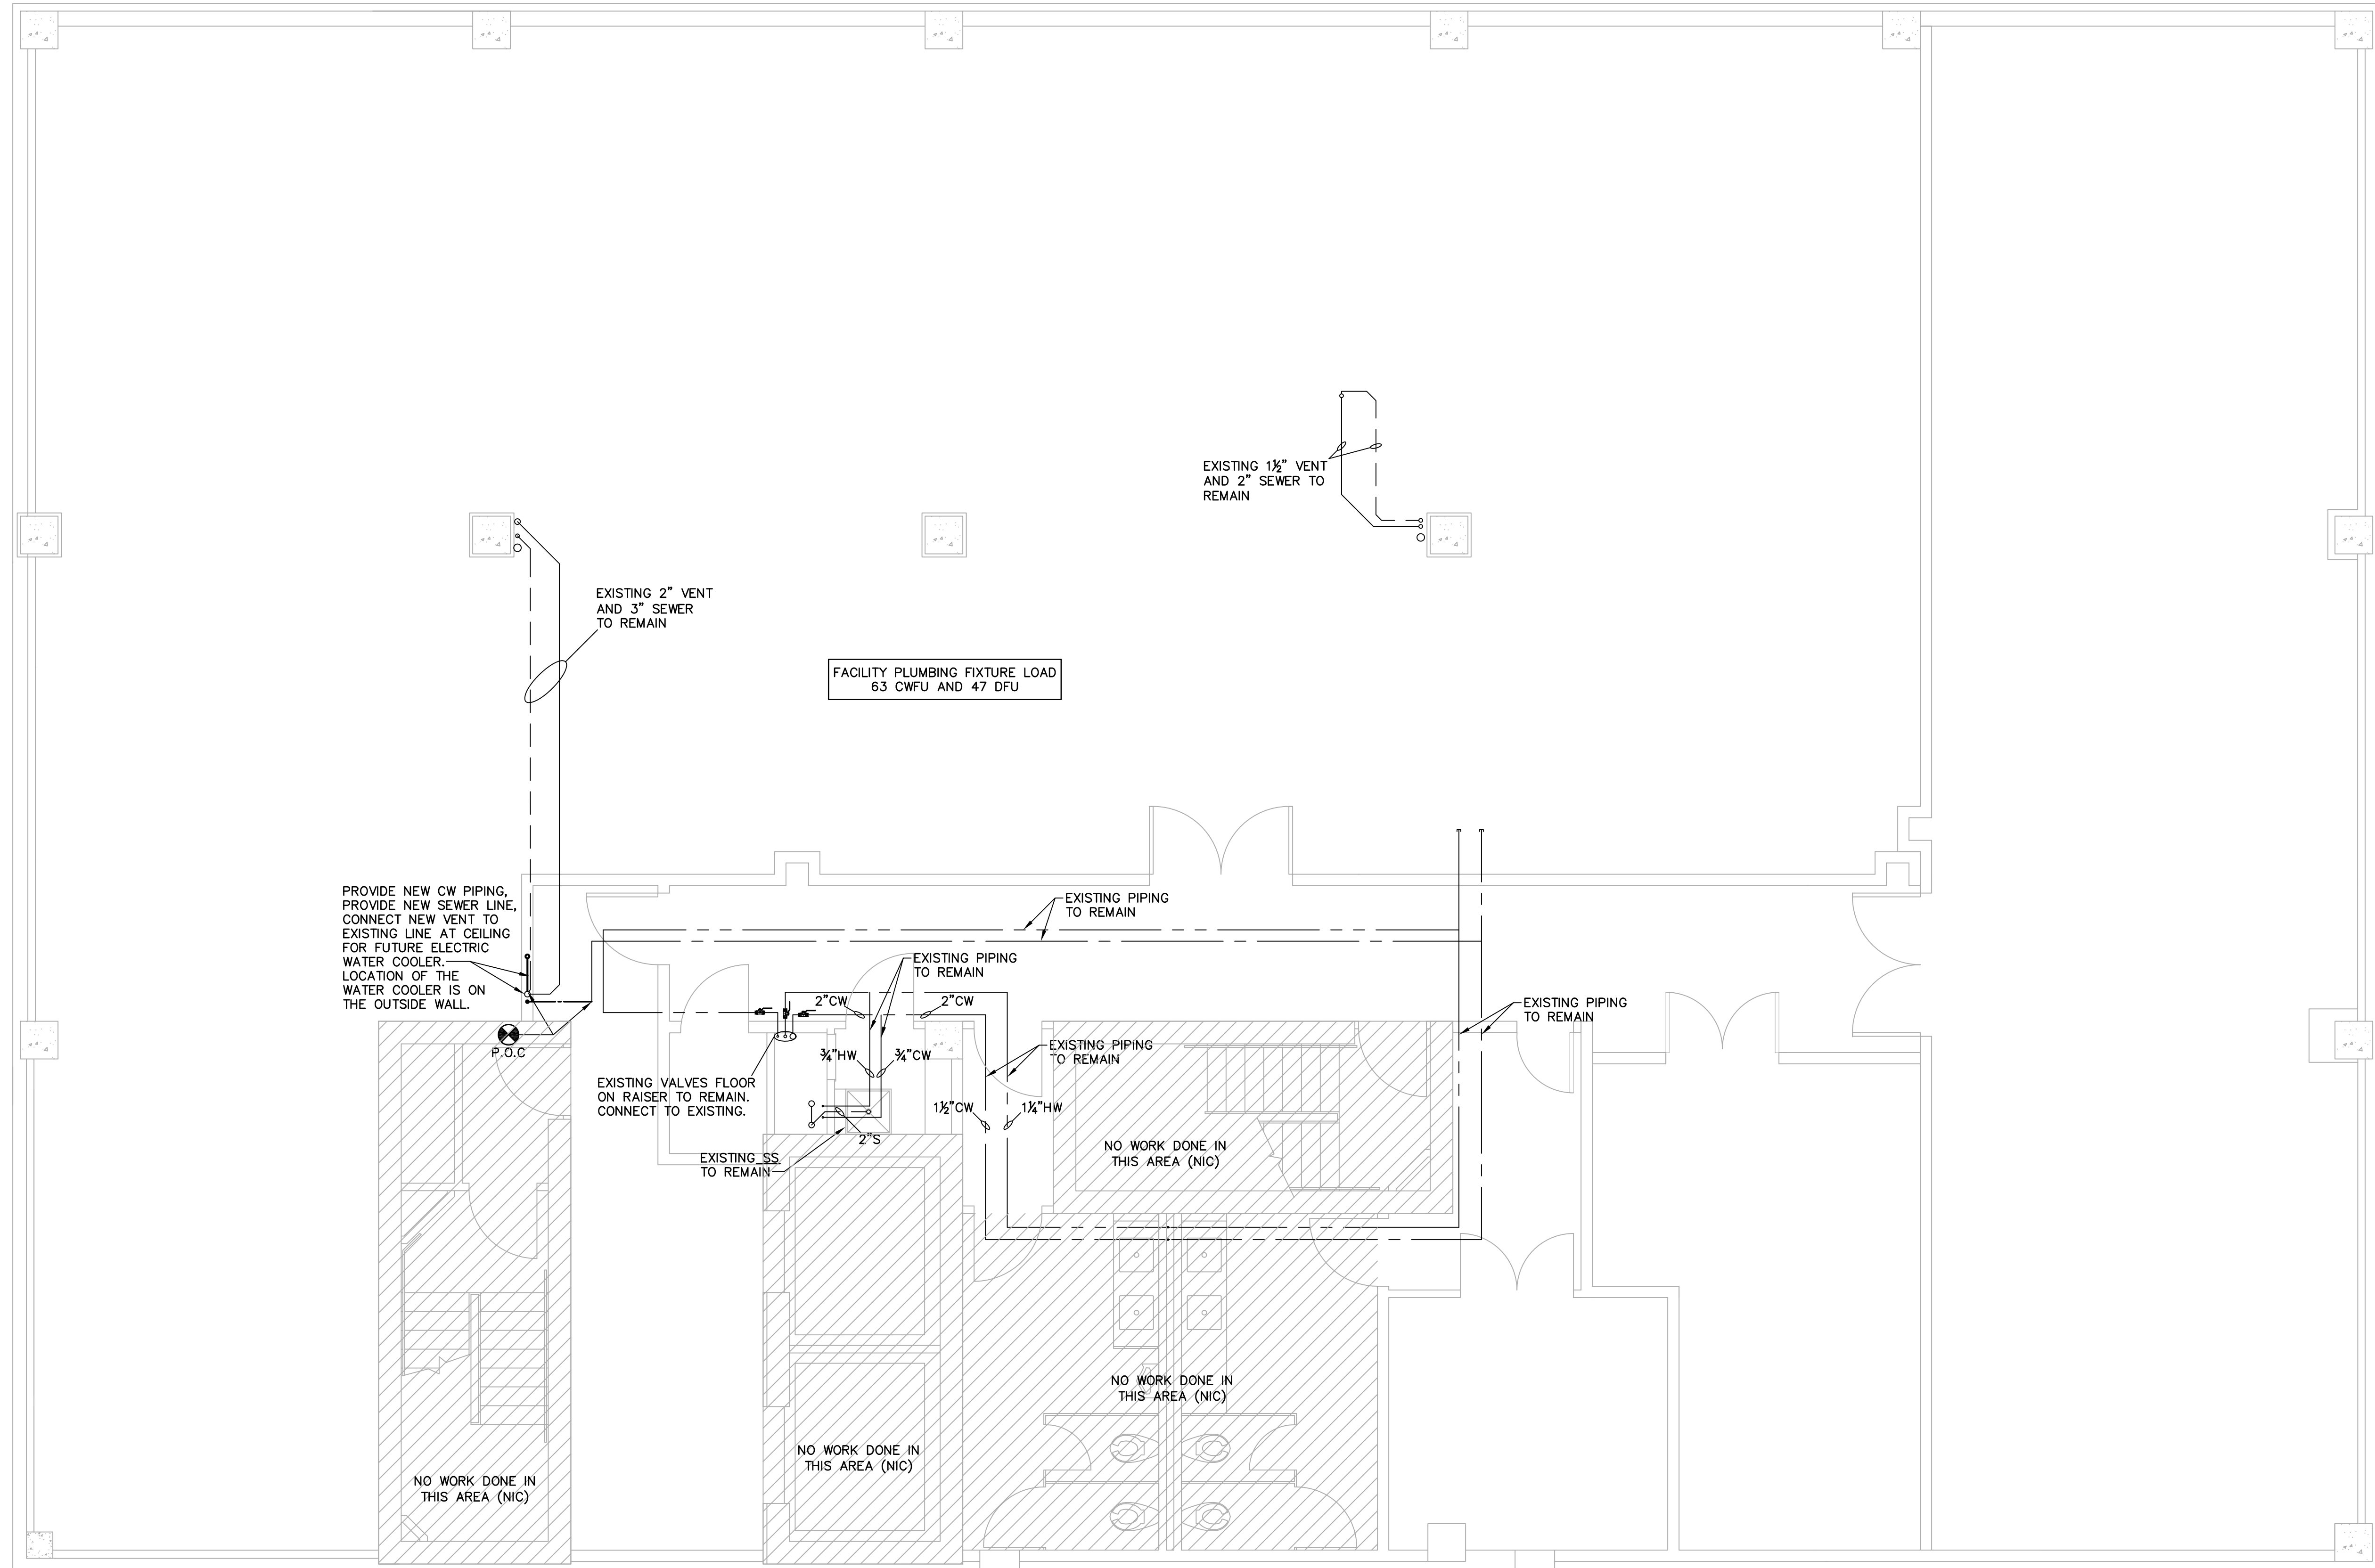 EXISTING 1½” VENT
AND 2” SEWER TO
REMAIN
EXISTING 2” VENT
AND 3” SEWER
TO REMAIN
FACILITY PLUMBING FIXTURE LOAD
63 CWFU AND 47 DFU
PROVIDE NEW CW PIPING,
PROVIDE NEW SEWER LINE,
CONNECT NEW VENT TO
EXISTING LINE AT CEILING
FOR FUTURE ELECTRIC
WATER COOLER.
LOCATION OF THE
WATER COOLER IS ON
THE OUTSIDE WALL.
EXISTING PIPING
TO REMAIN
EXISTING PIPING
TO REMAIN
2”CW
2”CW
EXISTING PIPING
TO REMAIN
P.O.C
¾”HW
¾”CW
EXISTING PIPING
TO REMAIN
EXISTING VALVES FLOOR
ON RAISER TO REMAIN.
CONNECT TO EXISTING.
1½”CW
1¼”HW
2”S
EXISTING SS
TO REMAIN
NO WORK DONE IN
THIS AREA (NIC)
NO WORK DONE IN
THIS AREA (NIC)
NO WORK DONE IN
THIS AREA (NIC)
NO WORK DONE IN
THIS AREA (NIC)